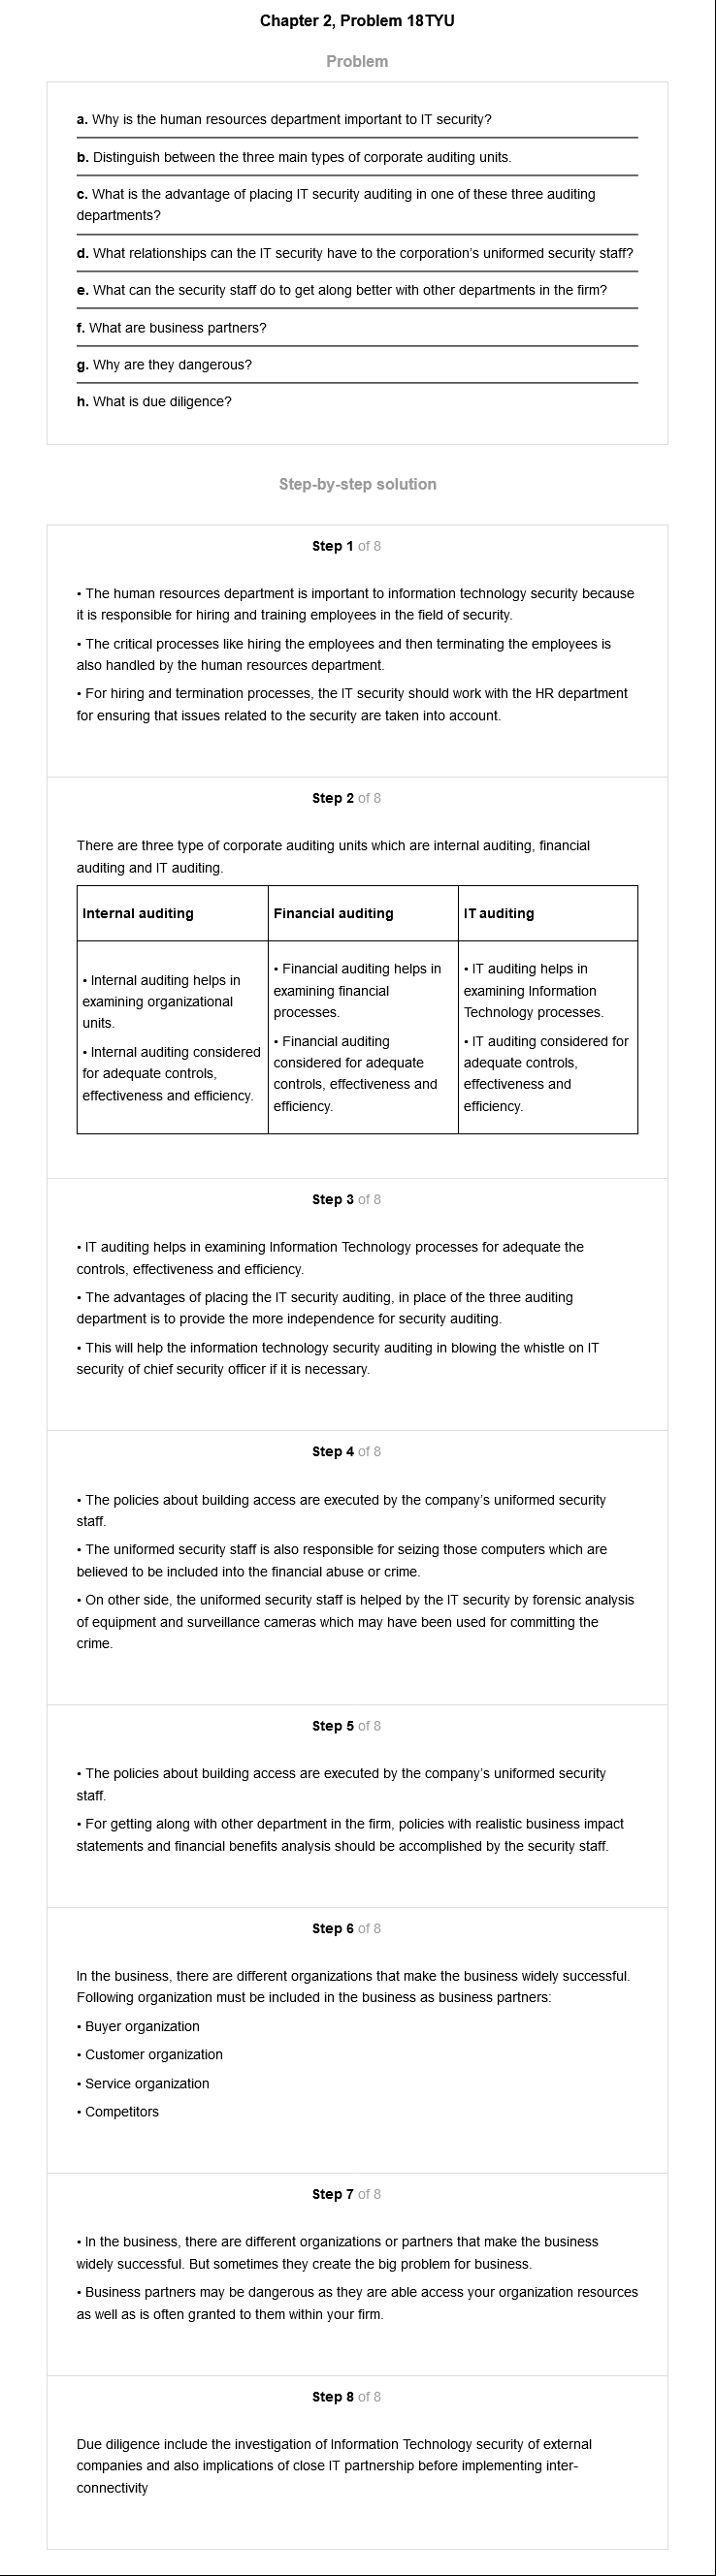 Chapter 2, Problem 18TYU
Problem
a. Why is the human resources department important to IT security?
b. Distinguish between the three main types of corporate auditing units.
c. What is the advantage of placing IT security auditing in one of these three auditing
departments?
d. What relationships can the IT security have to the corporation's uniformed security staff?
e. What can the security staff do to get along better with other departments in the firm?
f. What are business partners?
g. Why are they dangerous?
h. What is due diligence?
Step-by-step solution
Step 1 of 8
• The human resources department is important to information technology security because
it is responsible for hiring and training employees in the field of security.
• The critical processes like hiring the employees and then terminating the employees is
also handled by the human resources department.
• For hiring and termination processes, the IT security should work with the HR department
for ensuring that issues related to the security are taken into account.
Step 2 of 8
There are three type of corporate auditing units which are internal auditing, financial
auditing and IT auditing.
Internal auditing
Financial auditing
IT auditing
• Internal auditing helps in
examining organizational
units.
• Internal auditing considered
for adequate controls,
effectiveness and efficiency.
• Financial auditing helps in
examining financial
processes.
• Financial auditing
considered for adequate
controls, effectiveness and
efficiency.
• IT auditing helps in
examining Information
Technology processes.
• IT auditing considered for
adequate controls,
effectiveness and
efficiency.
Step 3 of 8
• IT auditing helps in examining Information Technology processes for adequate the
controls, effectiveness and efficiency.
• The advantages of placing the IT security auditing, in place of the three auditing
department is to provide the more independence for security auditing.
• This will help the information technology security auditing in blowing the whistle on IT
security of chief security officer if it is necessary.
Step 4 of 8
• The policies about building access are executed by the company's uniformed security
staff.
• The uniformed security staff is also responsible for seizing those computers which are
believed to be included into the financial abuse or crime.
• On other side, the uniformed security staff is helped by the IT security by forensic analysis
of equipment and surveillance cameras which may have been used for committing the
crime.
Step 5 of 8
• The policies about building access are executed by the company's uniformed security
staff.
• For getting along with other department in the firm, policies with realistic business impact
statements and financial benefits analysis should be accomplished by the security staff.
Step 6 of 8
In the business, there are different organizations that make the business widely successful.
Following organization must be included in the business as business partners:
• Buyer organization
• Customer organization
• Service organization
• Competitors
Step 7 of 8
• In the business, there are different organizations or partners that make the business
widely successful. But sometimes they create the big problem for business.
• Business partners may be dangerous as they are able access your organization resources
as well as is often granted to them within your firm.
Step 8 of 8
Due diligence include the investigation of Information Technology security of external
companies and also implications of close IT partnership before implementing inter-
connectivity